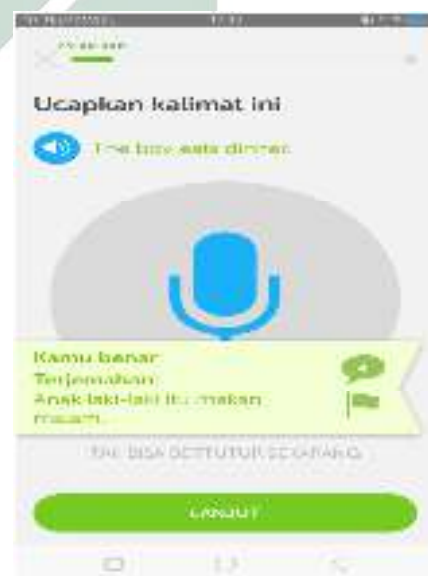 Ucapkan kalimat ini
The boy eats dinner.
Kamu benar
Terjemahan:
Anak laki-laki itu makan
malam.
TAK BISA BERTUTUR SEKARANG
LANJUT